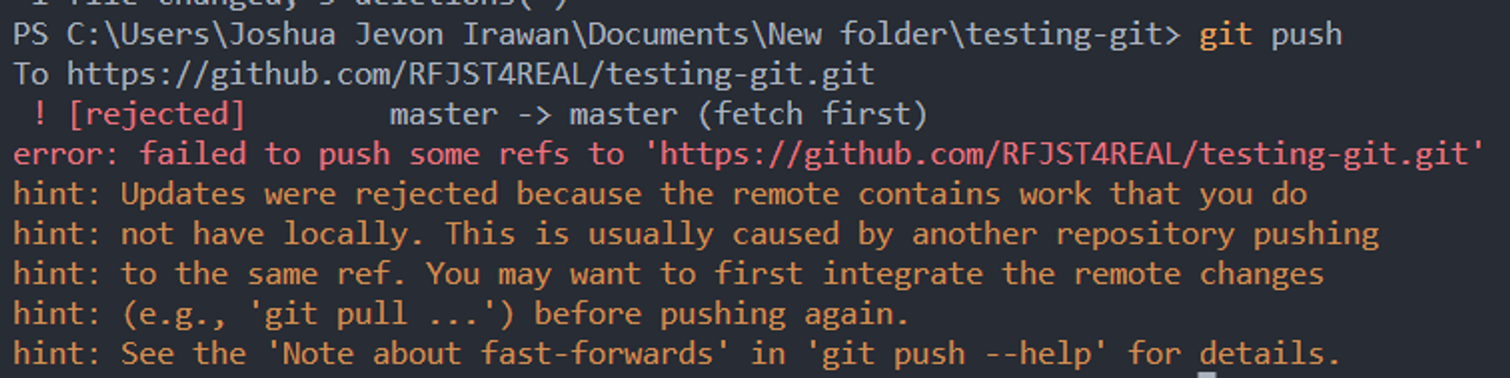 1 file changed, 3 deletions(-)
PS C:\Users\Joshua Jevon Irawan\Documents\New folder\testing-git> git push
To https://github.com/RFJST4REAL/testing-git.git
 ! [rejected]        master -> master (fetch first)
error: failed to push some refs to 'https://github.com/RFJST4REAL/testing-git.git'
hint: Updates were rejected because the remote contains work that you do
hint: not have locally. This is usually caused by another repository pushing
hint: to the same ref. You may want to first integrate the remote changes
hint: (e.g., 'git pull ...') before pushing again.
hint: See the 'Note about fast-forwards' in 'git push --help' for details.